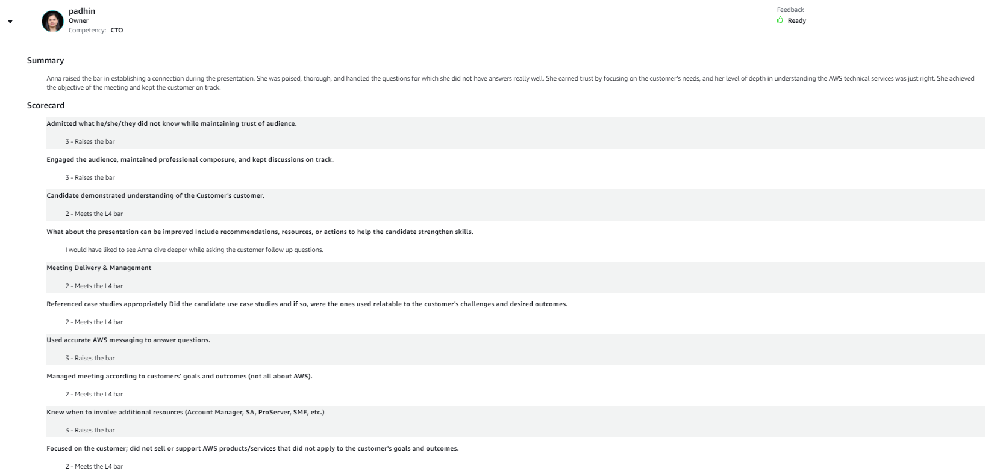 padhin
Owner
Competency: CTO
Feedback
Ready
Summary
Anna raised the bar in establishing a connection during the presentation. She was poised, thorough, and handled the questions for which she did not have answers really well. She earned trust by focusing on the customer's needs, and her level of depth in understanding the AWS technical services was just right. She achieved
the objective of the meeting and kept the customer on track.
Scorecard
Admitted what he/she/they did not know while maintaining trust of audience.
3 - Raises the bar
Engaged the audience, maintained professional composure, and kept discussions on track.
3 - Raises the bar
Candidate demonstrated understanding of the Customer's customer.
2 - Meets the L4 bar
What about the presentation can be improved Include recommendations, resources, or actions to help the candidate strengthen skills.
I would have liked to see Anna dive deeper while asking the customer follow up questions.
Meeting Delivery & Management
2 - Meets the L4 bar
Referenced case studies appropriately Did the candidate use case studies and if so, were the ones used relatable to the customer's challenges and desired outcomes.
2 - Meets the L4 bar
Used accurate AWS messaging to answer questions.
3 - Raises the bar
Managed meeting according to customers' goals and outcomes (not all about AWS).
2 - Meets the L4 bar
Knew when to involve additional resources (Account Manager, SA, ProServer, SME, etc.)
3 - Raises the bar
Focused on the customer; did not sell or support AWS products/services that did not apply to the customer's goals and outcomes.
2 - Meets the L4 bar